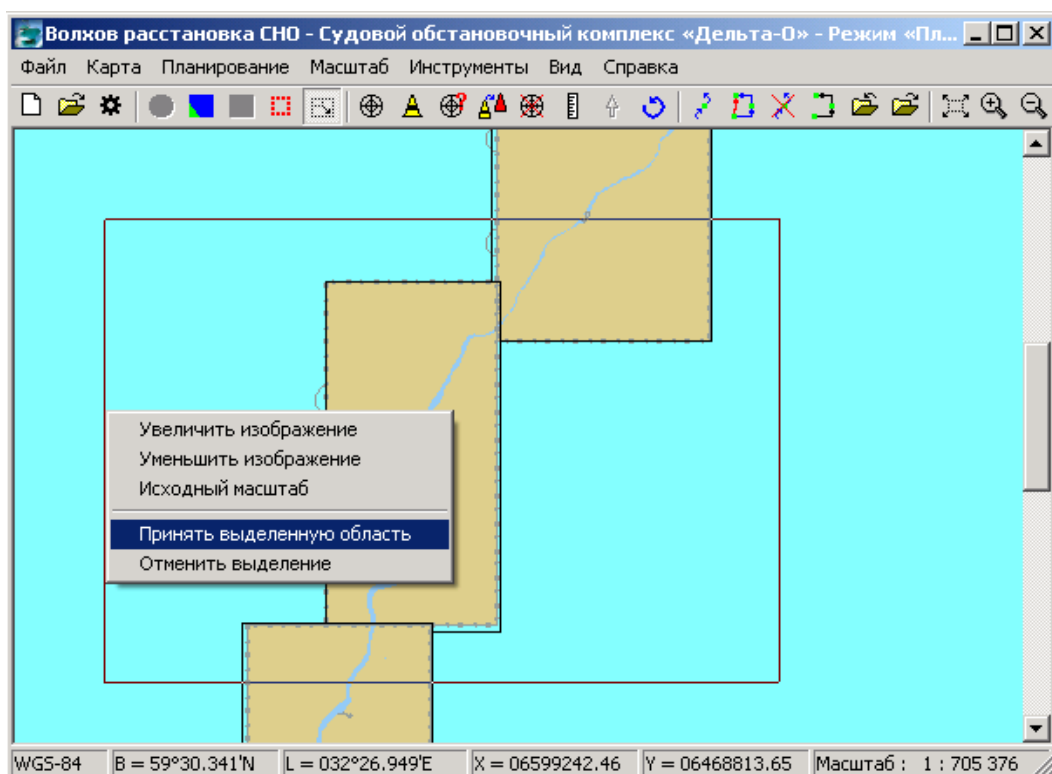 Волхов расстановка СНО - Судовой обстановочный комплекс «Дельта-О» - Режим «Пл...
Файл Карта Планирование Масштаб Инструменты Вид Справка
Увеличить изображение
Уменьшить изображение
Исходный масштаб
Принять выделенную область
Отменить выделение
WGS-84 B = 59°30.341'N L = 032°26.949'E X = 06599242.46 Y = 06468813.65 Масштаб : 1 : 705 376